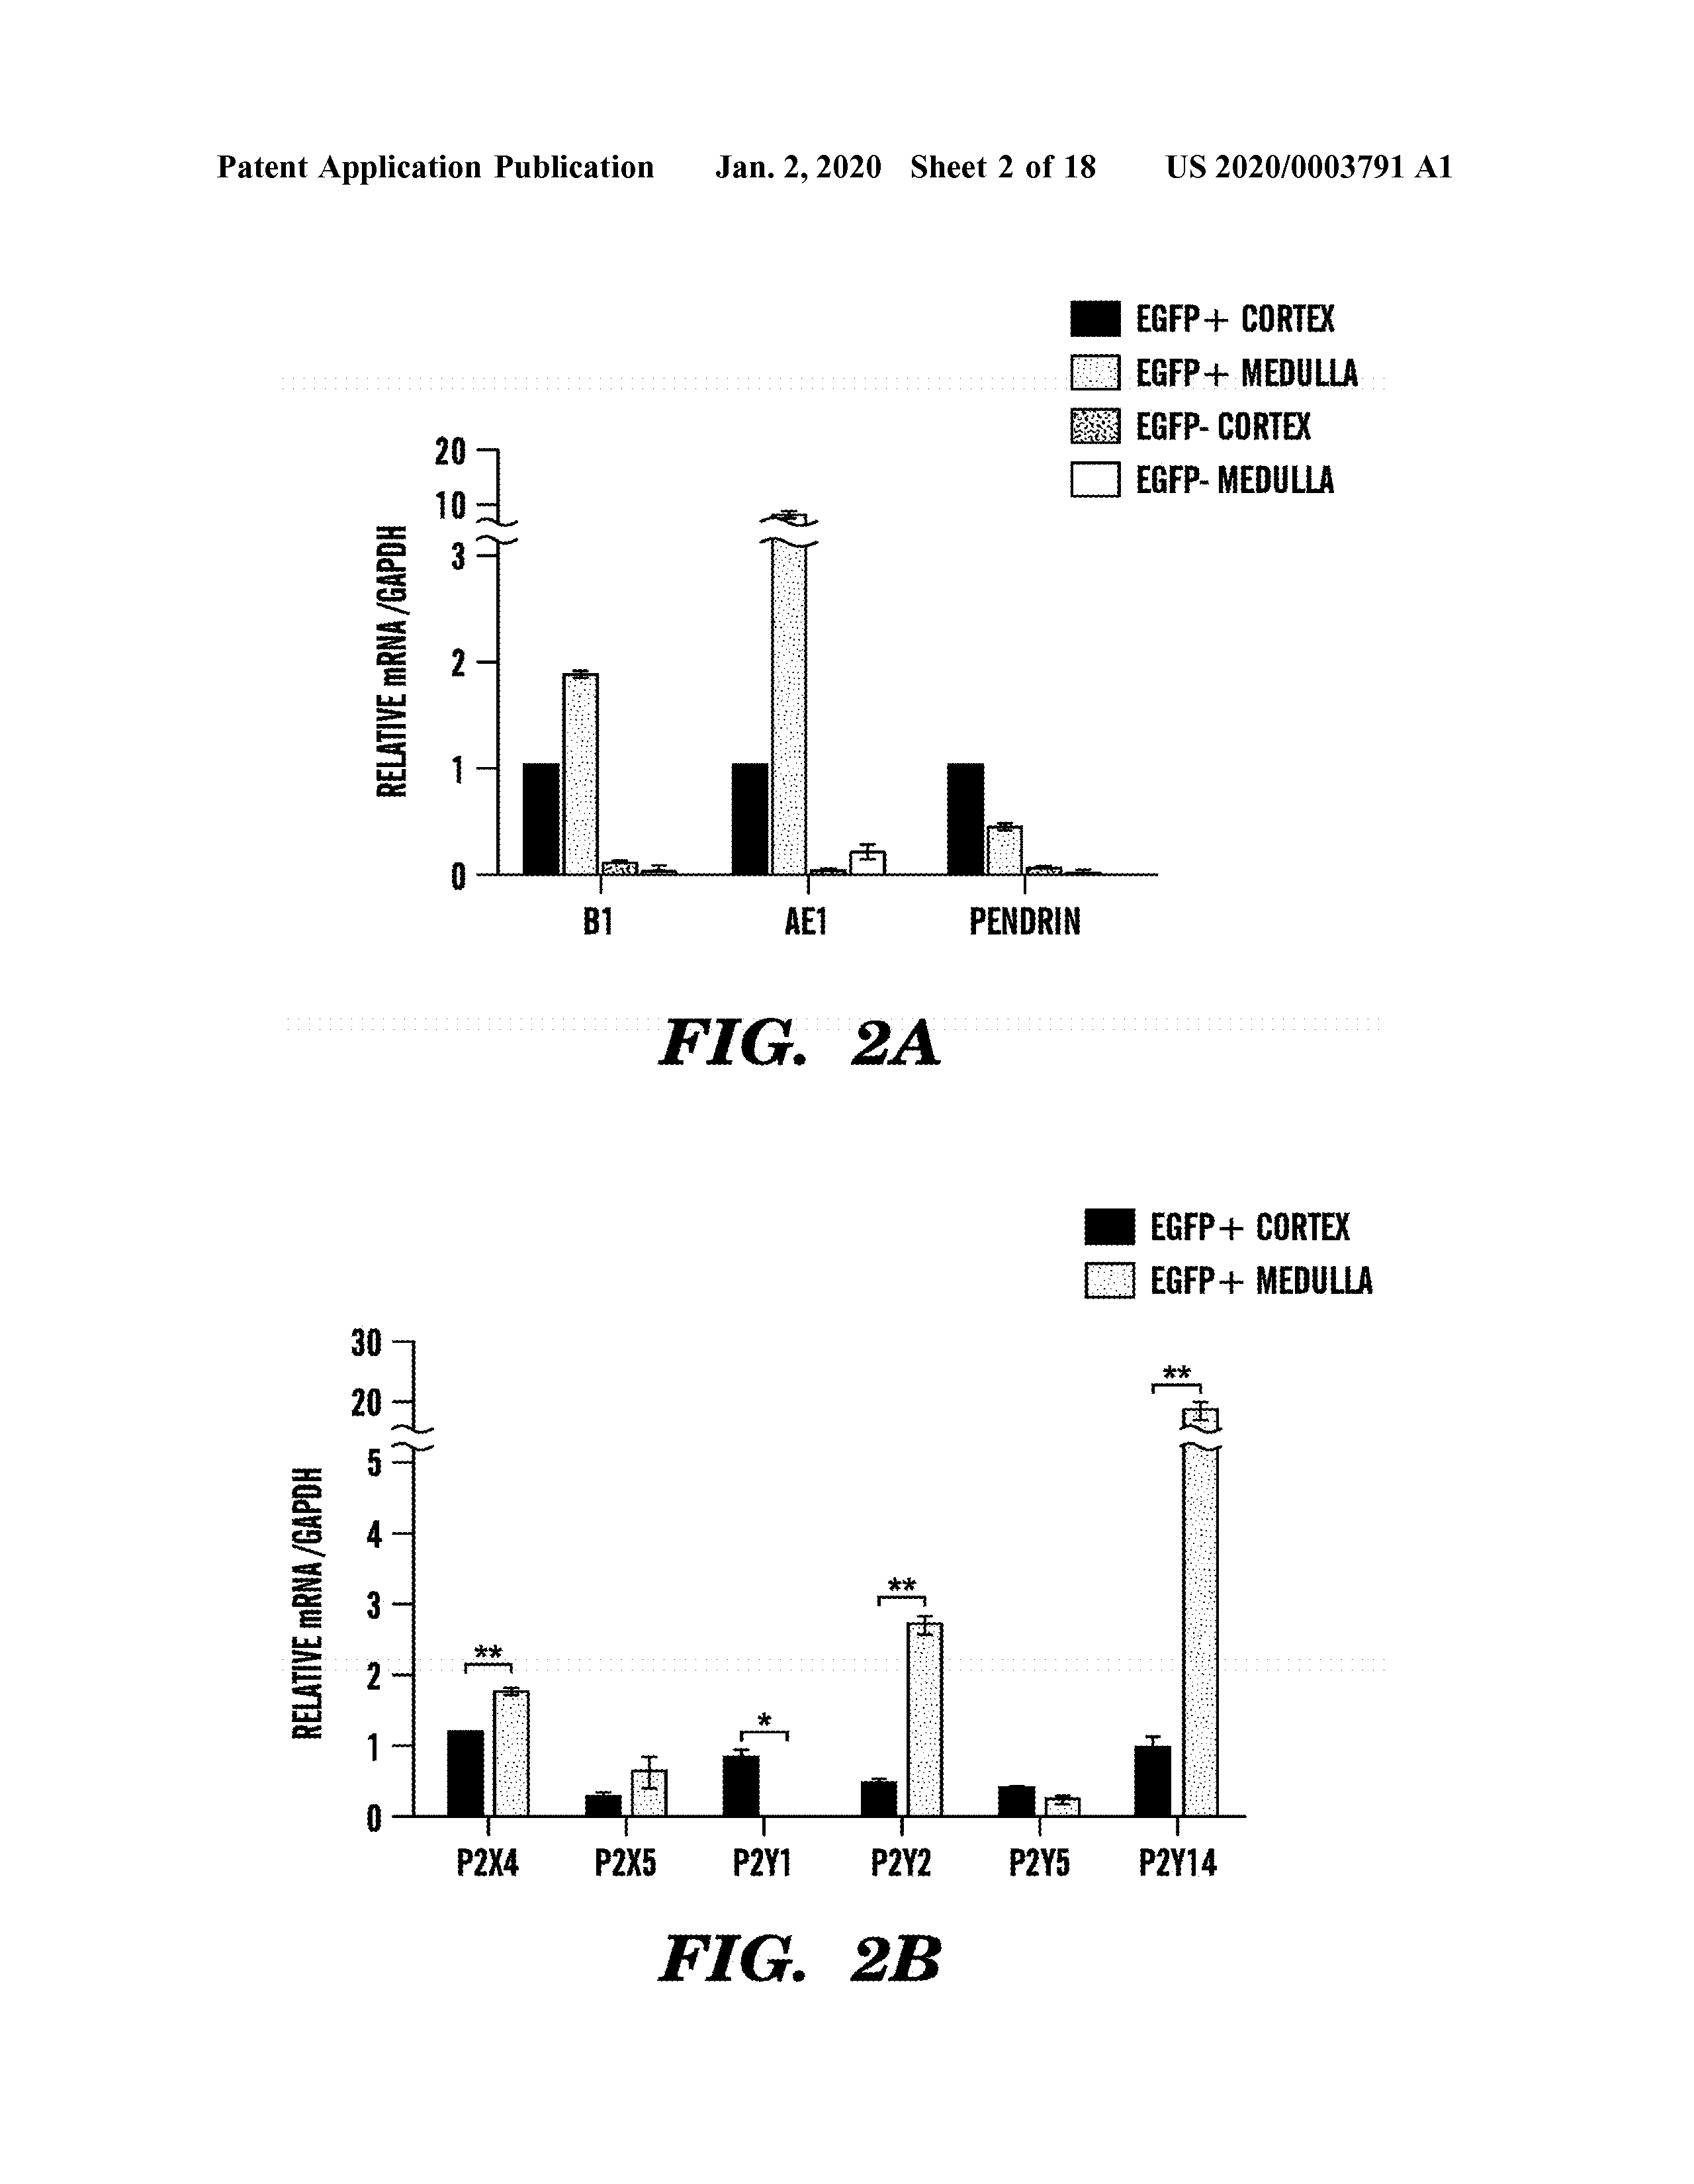 Patent Application Publication Jan. 2, 2020 Sheet 2 of 18 US 2020/0003791 A1
EGFP+ CORTEX
EGFP+ MEDULLA
EGFP- CORTEX
EGFP- MEDULLA
RELATIVE mRNA/GAPDH
20
10
3
2
1
0
B1 AE1 PENDRIN
FIG. 2A
EGFP+ CORTEX
EGFP+ MEDULLA
RELATIVE mRNA/GAPDH
30
20
5
4
3
2
1
0
**
**
*
**
P2X4 P2X5 P2Y1 P2Y2 P2Y5 P2Y14
FIG. 2B